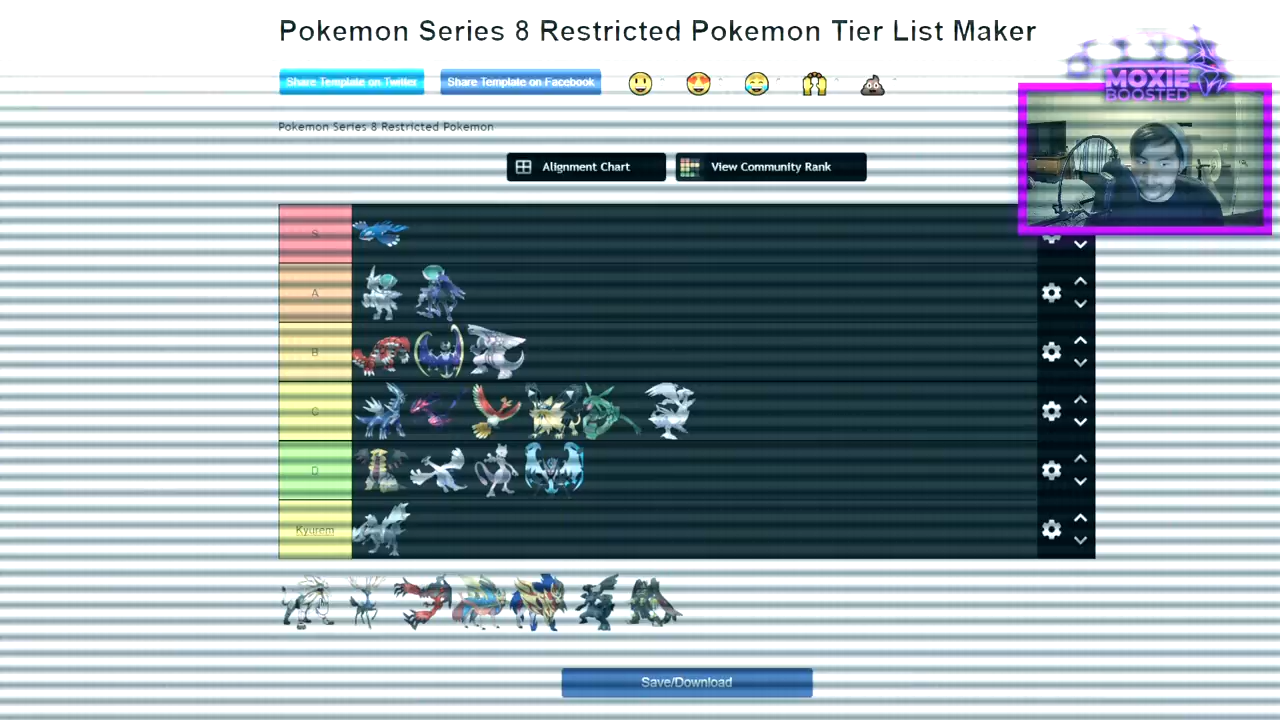 Pokemon Series 8 Restricted Pokemon Tier List Maker
MOXIE
BOOSTED
Share Template on Twitter
Share Template on Facebook
Pokemon Series 8 Restricted Pokemon
Alignment Chart
View Community Rank
S
A
B
C
D
Kyurem
Save/Download